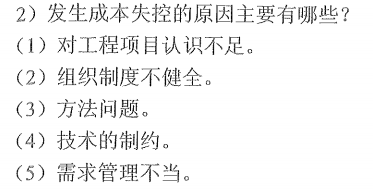 2）发生成本失控的原因主要有哪些？
（1）对工程项目认识不足。
（2）组织制度不健全。
（3）方法问题。
（4）技术的制约。
（5）需求管理不当。